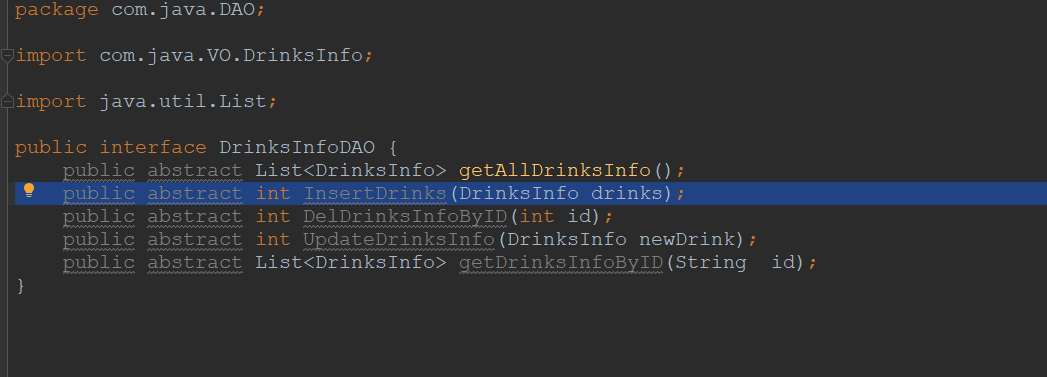 package com.java.DAO;
import com.java.VO.DrinksInfo;
import java.util.List;
public interface DrinksInfoDAO {
public abstract List<DrinksInfo> getAllDrinksInfo();
public abstract int InsertDrinks(DrinksInfo drinks);
public abstract int DelDrinksInfoByID(int id);
public abstract int UpdateDrinksInfo(DrinksInfo newDrink);
public abstract List<DrinksInfo> getDrinksInfoByID(String  id);
}